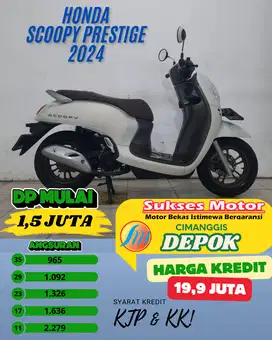 HONDA
SCOOPY PRESTIGE
2024
SCOOPY
DP MULAI
1,5 JUTA
Sukses Motor
Motor Bekas Istimewa Bergaransi
CIMANGGIS
DEPOK
ANGSURAN
35 965
29 1.092
23 1.326
17 1.636
11 2.279
HARGA KREDIT
19,9 JUTA
SYARAT KREDIT
KTP & KK!